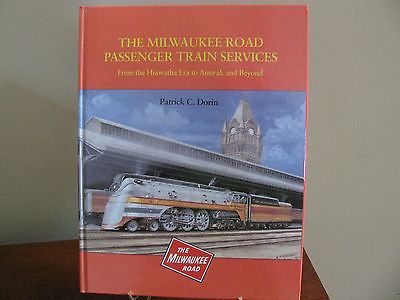 THE MILWAUKEE ROAD
PASSENGER TRAIN SERVICES
From the Hiawatha Era to Amtrak and Beyond
Patrick C. Dorin
THE
MILWAUKEE
ROAD